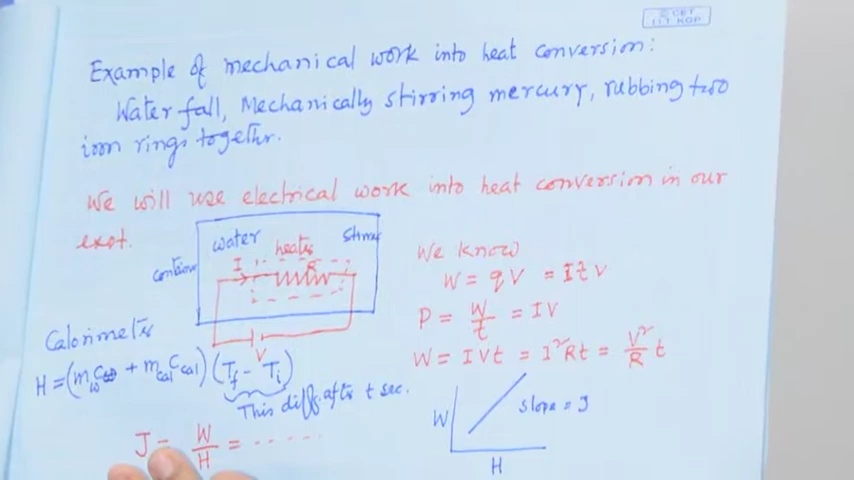 © CET
I.I.T. KGP
Example of mechanical work into heat conversion:
Water fall, Mechanically stirring mercury, rubbing two
iron rings together.
We will use electrical work into heat conversion in our
expt.
water
heater
container
I
R
V
We know
W = qV = ItV
P = W/t = IV
W = IVt = I²Rt = V²/R t
Calorimeter
H = (m_w c_w + m_cal c_cal) (T_f - T_i)
This diff. after t sec.
J = W/H = ......
W
Slope = J
H